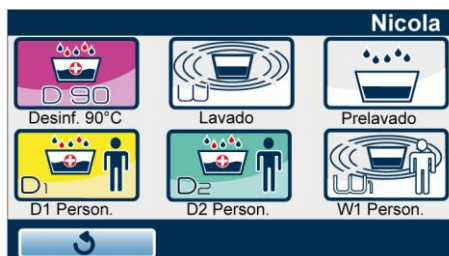 Nicola
D 90
W
Desinf. 90°C
Lavado
Prelavado
D1
D2
W1
D1 Person.
D2 Person.
W1 Person.